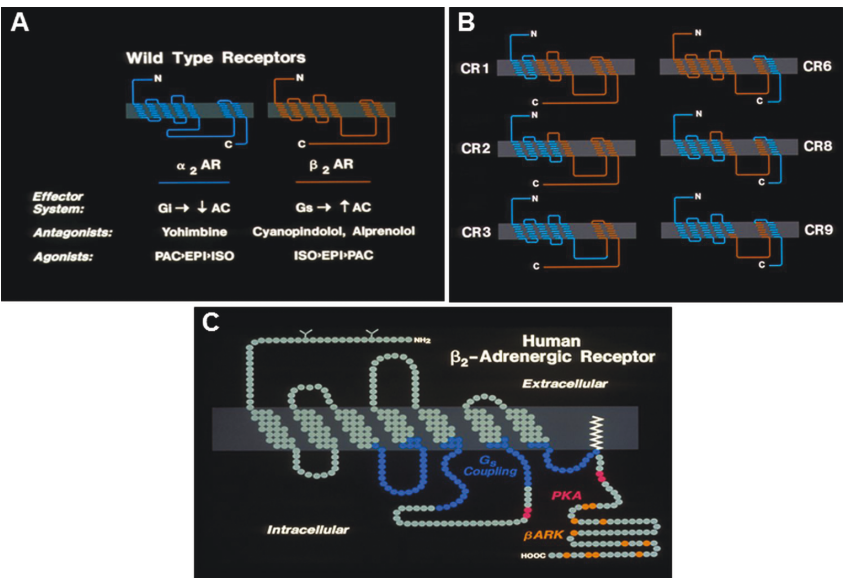 A
Wild Type Receptors
N
N
C
C
α 2 AR
β 2 AR
Effector
System:
Gi → ↓ AC
Gs → ↑ AC
Antagonists:
Yohimbine
Cyanopindolol, Alprenolol
Agonists:
PAC›EPI›ISO
ISO›EPI›PAC
B
N
N
CR1
CR6
C
C
N
N
CR2
CR8
C
C
N
N
CR3
CR9
C
C
C
Human
β2-Adrenergic Receptor
NH2
Extracellular
Gs
Coupling
PKA
Intracellular
βARK
HOOC